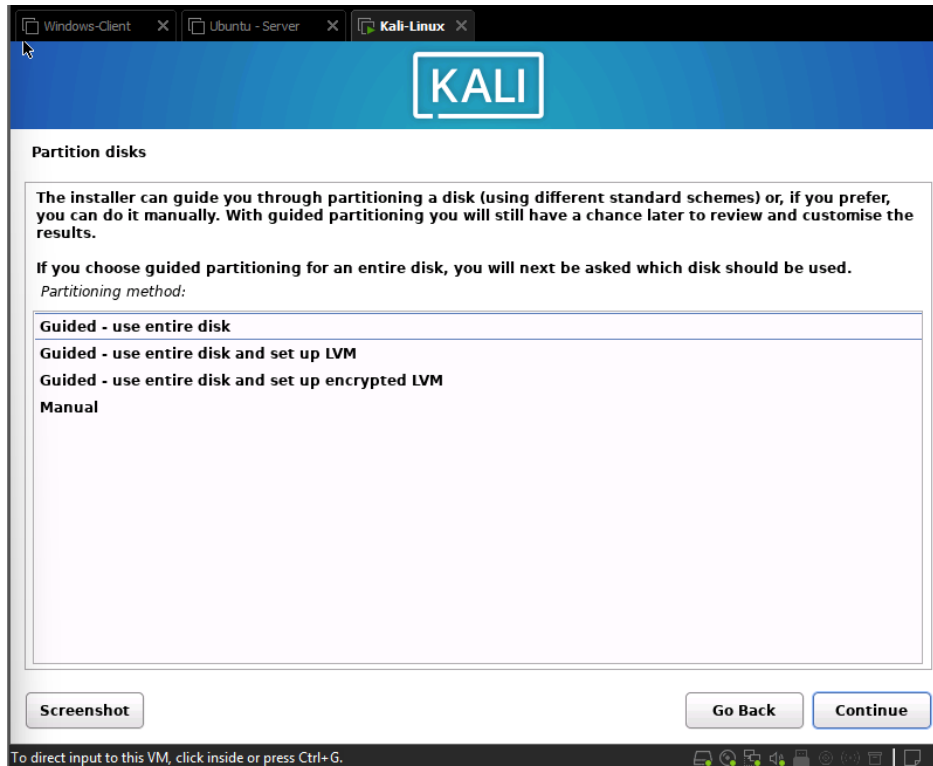 Windows-Client
Ubuntu - Server
Kali-Linux
KALI
Partition disks
The installer can guide you through partitioning a disk (using different standard schemes) or, if you prefer,
you can do it manually. With guided partitioning you will still have a chance later to review and customise the
results.
If you choose guided partitioning for an entire disk, you will next be asked which disk should be used.
Partitioning method:
Guided - use entire disk
Guided - use entire disk and set up LVM
Guided - use entire disk and set up encrypted LVM
Manual
Screenshot
Go Back
Continue
To direct input to this VM, click inside or press Ctrl+G.